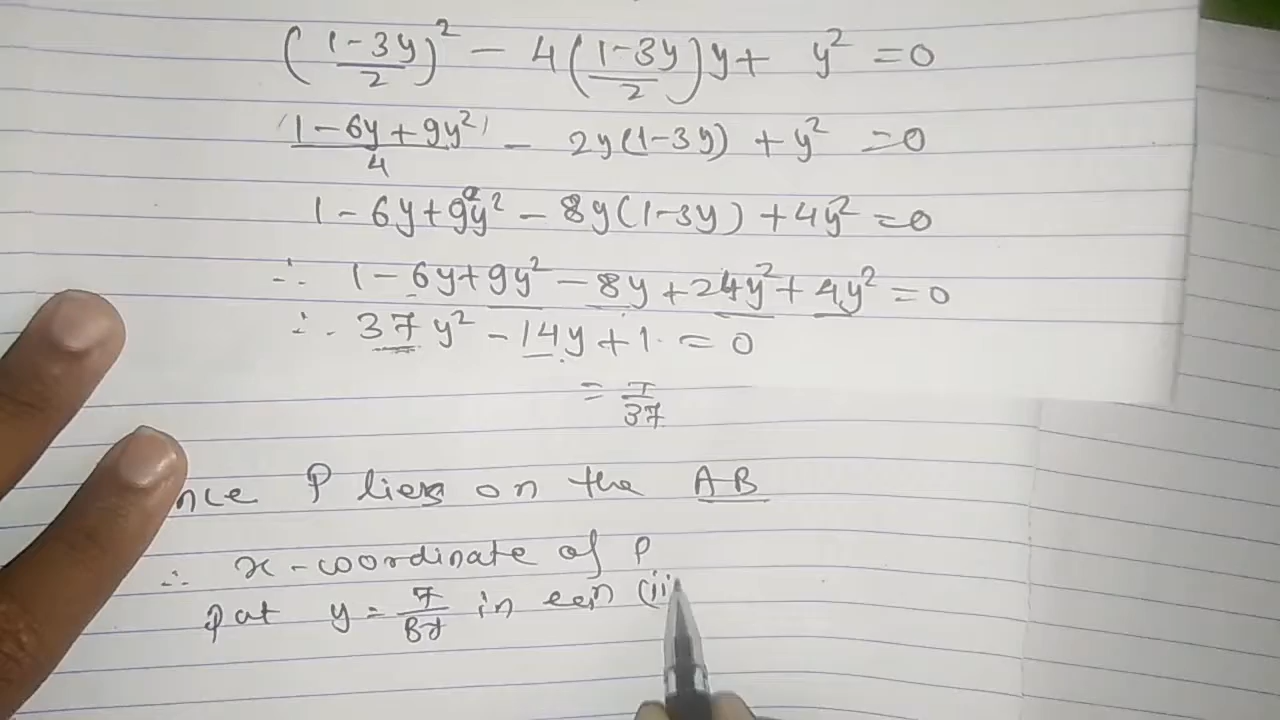 (1-3y/2)² - 4(1-3y/2)y + y² = 0
(1-6y+9y²)/4 - 2y(1-3y) + y² = 0
1-6y+9y² - 8y(1-3y) + 4y² = 0
∴ 1-6y+9y² - 8y + 24y² + 4y² = 0
∴ 37y² - 14y + 1 = 0
= 7/37
nce P lies on the AB
∴ x-coordinate of P
Put y = 7/37 in eqn (ii